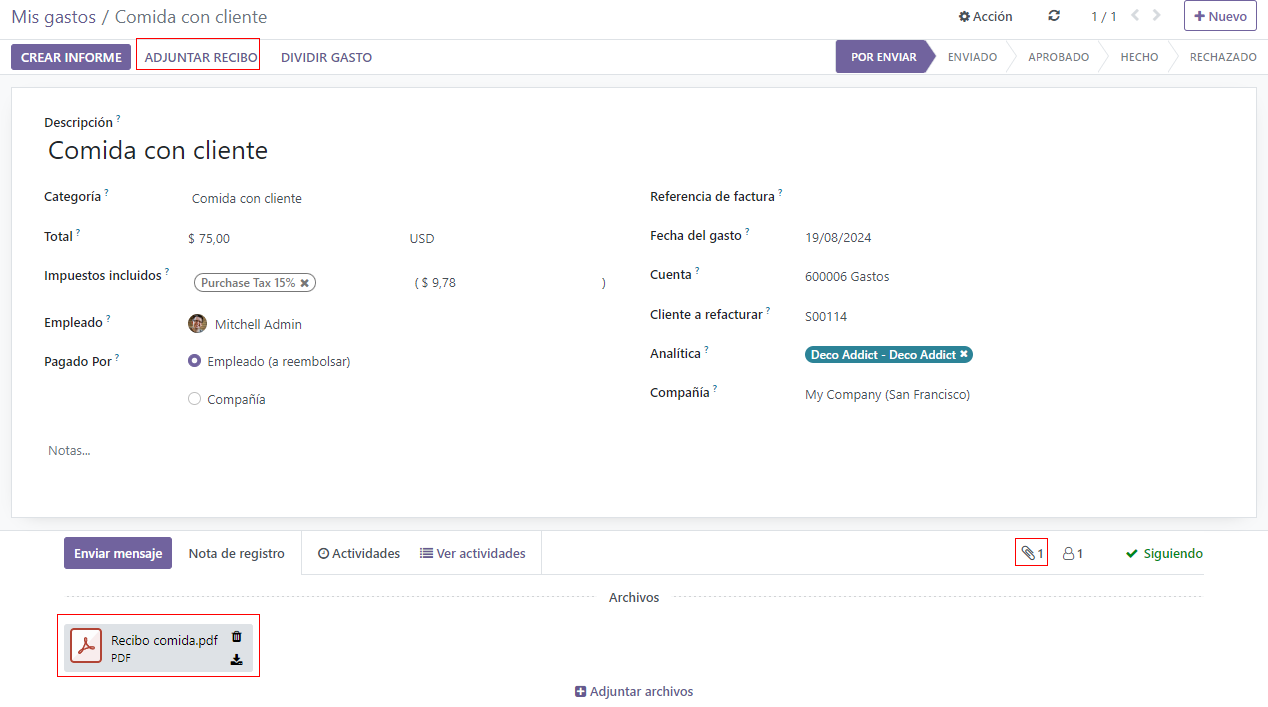 Mis gastos / Comida con cliente
Acción
1 / 1
Nuevo
CREAR INFORME
ADJUNTAR RECIBO
DIVIDIR GASTO
POR ENVIAR
ENVIADO
APROBADO
HECHO
RECHAZADO
Descripción ?
Comida con cliente
Categoría ? Comida con cliente
Total ? $ 75,00 USD
Impuestos incluidos ? Purchase Tax 15% ( $ 9,78 )
Empleado ? Mitchell Admin
Pagado Por ? Empleado (a reembolsar)
Compañía
Referencia de factura ?
Fecha del gasto ? 19/08/2024
Cuenta ? 600006 Gastos
Cliente a refacturar ? S00114
Analítica ? Deco Addict - Deco Addict
Compañía ? My Company (San Francisco)
Notas...
Enviar mensaje
Nota de registro
Actividades
Ver actividades
1
1
Siguiendo
Archivos
Recibo comida.pdf
PDF
Adjuntar archivos